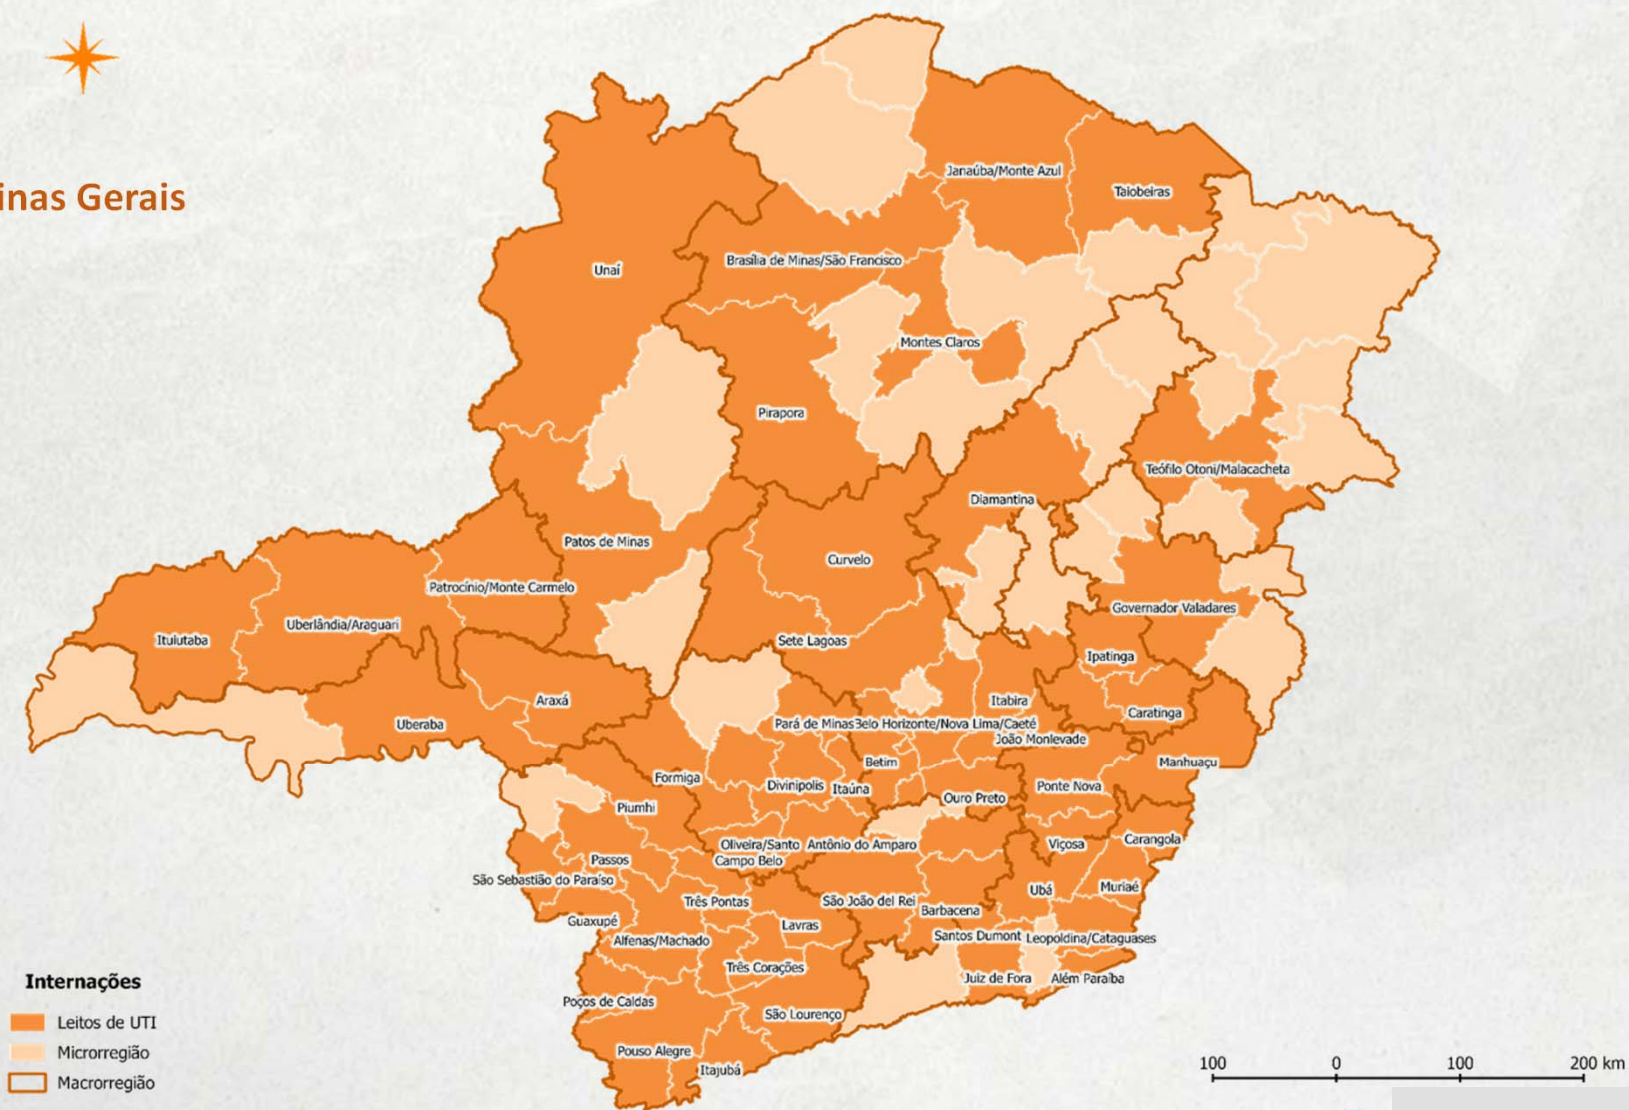 inas Gerais
Janaúba/Monte Azul
Taiobeiras
Unaí
Brasília de Minas/São Francisco
Montes Claros
Pirapora
Teófilo Otoni/Malacacheta
Diamantina
Patos de Minas
Curvelo
Patrocínio/Monte Carmelo
Governador Valadares
Uberlândia/Araguari
Ituiutaba
Sete Lagoas
Ipatinga
Araxá
Itabira
Caratinga
Uberaba
Pará de Minas
Belo Horizonte/Nova Lima/Caeté
João Monlevade
Betim
Manhuaçu
Formiga
Divinipolis
Itaúna
Ponte Nova
Ouro Preto
Piumhi
Oliveira/Santo Antônio do Amparo
Viçosa
Carangola
Passos
Campo Belo
São Sebastião do Paraíso
Muriaé
Ubá
Três Pontas
São João del Rei
Barbacena
Guaxupé
Lavras
Santos Dumont
Leopoldina/Cataguases
Alfenas/Machado
Três Corações
Juiz de Fora
Além Paraíba
Poços de Caldas
São Lourenço
Pouso Alegre
Itajubá
Internações
Leitos de UTI
Microrregião
Macrorregião
100 0 100 200 km